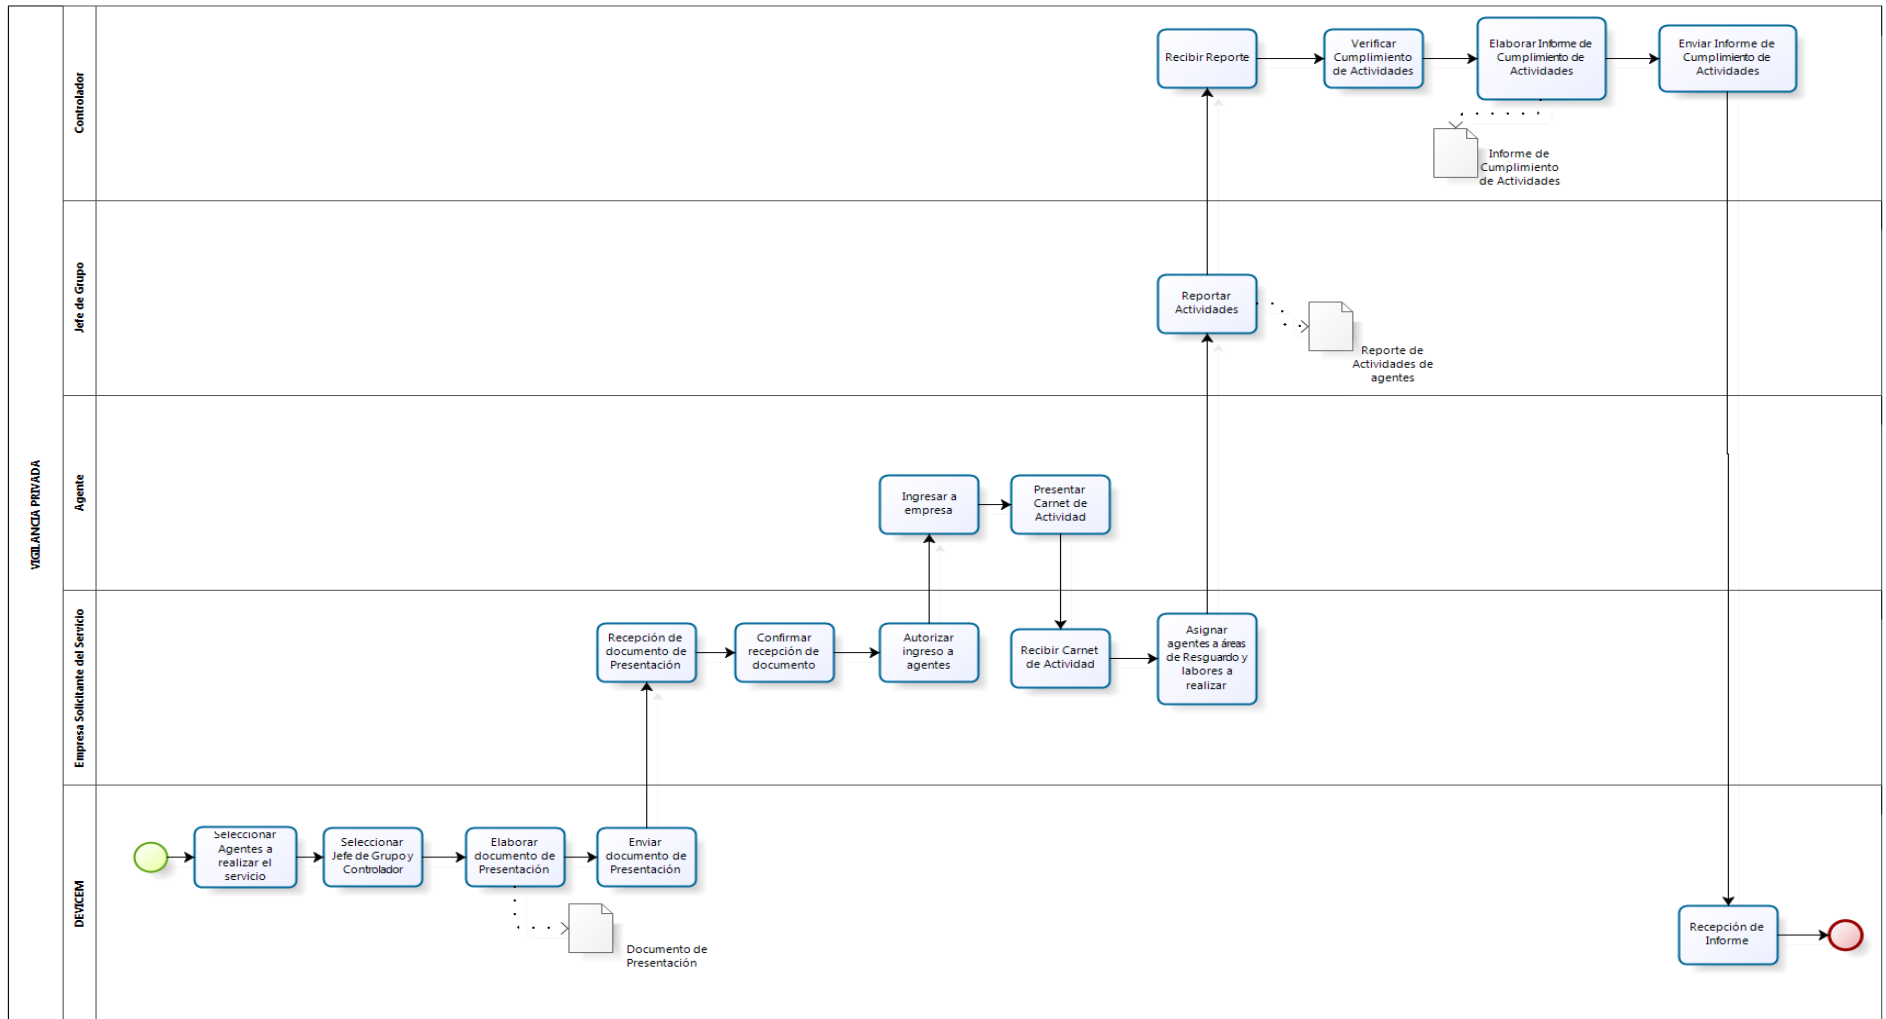 VIGILANCIA PRIVADA
Controlador
Recibir Reporte
Verificar
Cumplimiento
de Actividades
Elaborar Informe de
Cumplimiento de
Actividades
Enviar Informe de
Cumplimiento de
Actividades
Informe de
Cumplimiento
de Actividades
Jefe de Grupo
Reportar
Actividades
Reporte de
Actividades de
agentes
Agente
Ingresar a
empresa
Presentar
Carnet de
Actividad
Empresa Solicitante del Servicio
Recepción de
documento de
Presentación
Confirmar
recepción de
documento
Autorizar
ingreso a
agentes
Recibir Carnet
de Actividad
Asignar
agentes a áreas
de Resguardo y
labores a
realizar
DEVICEM
Seleccionar
Agentes a
realizar el
servicio
Seleccionar
Jefe de Grupo y
Controlador
Elaborar
documento de
Presentación
Enviar
documento de
Presentación
Documento de
Presentación
Recepción de
Informe